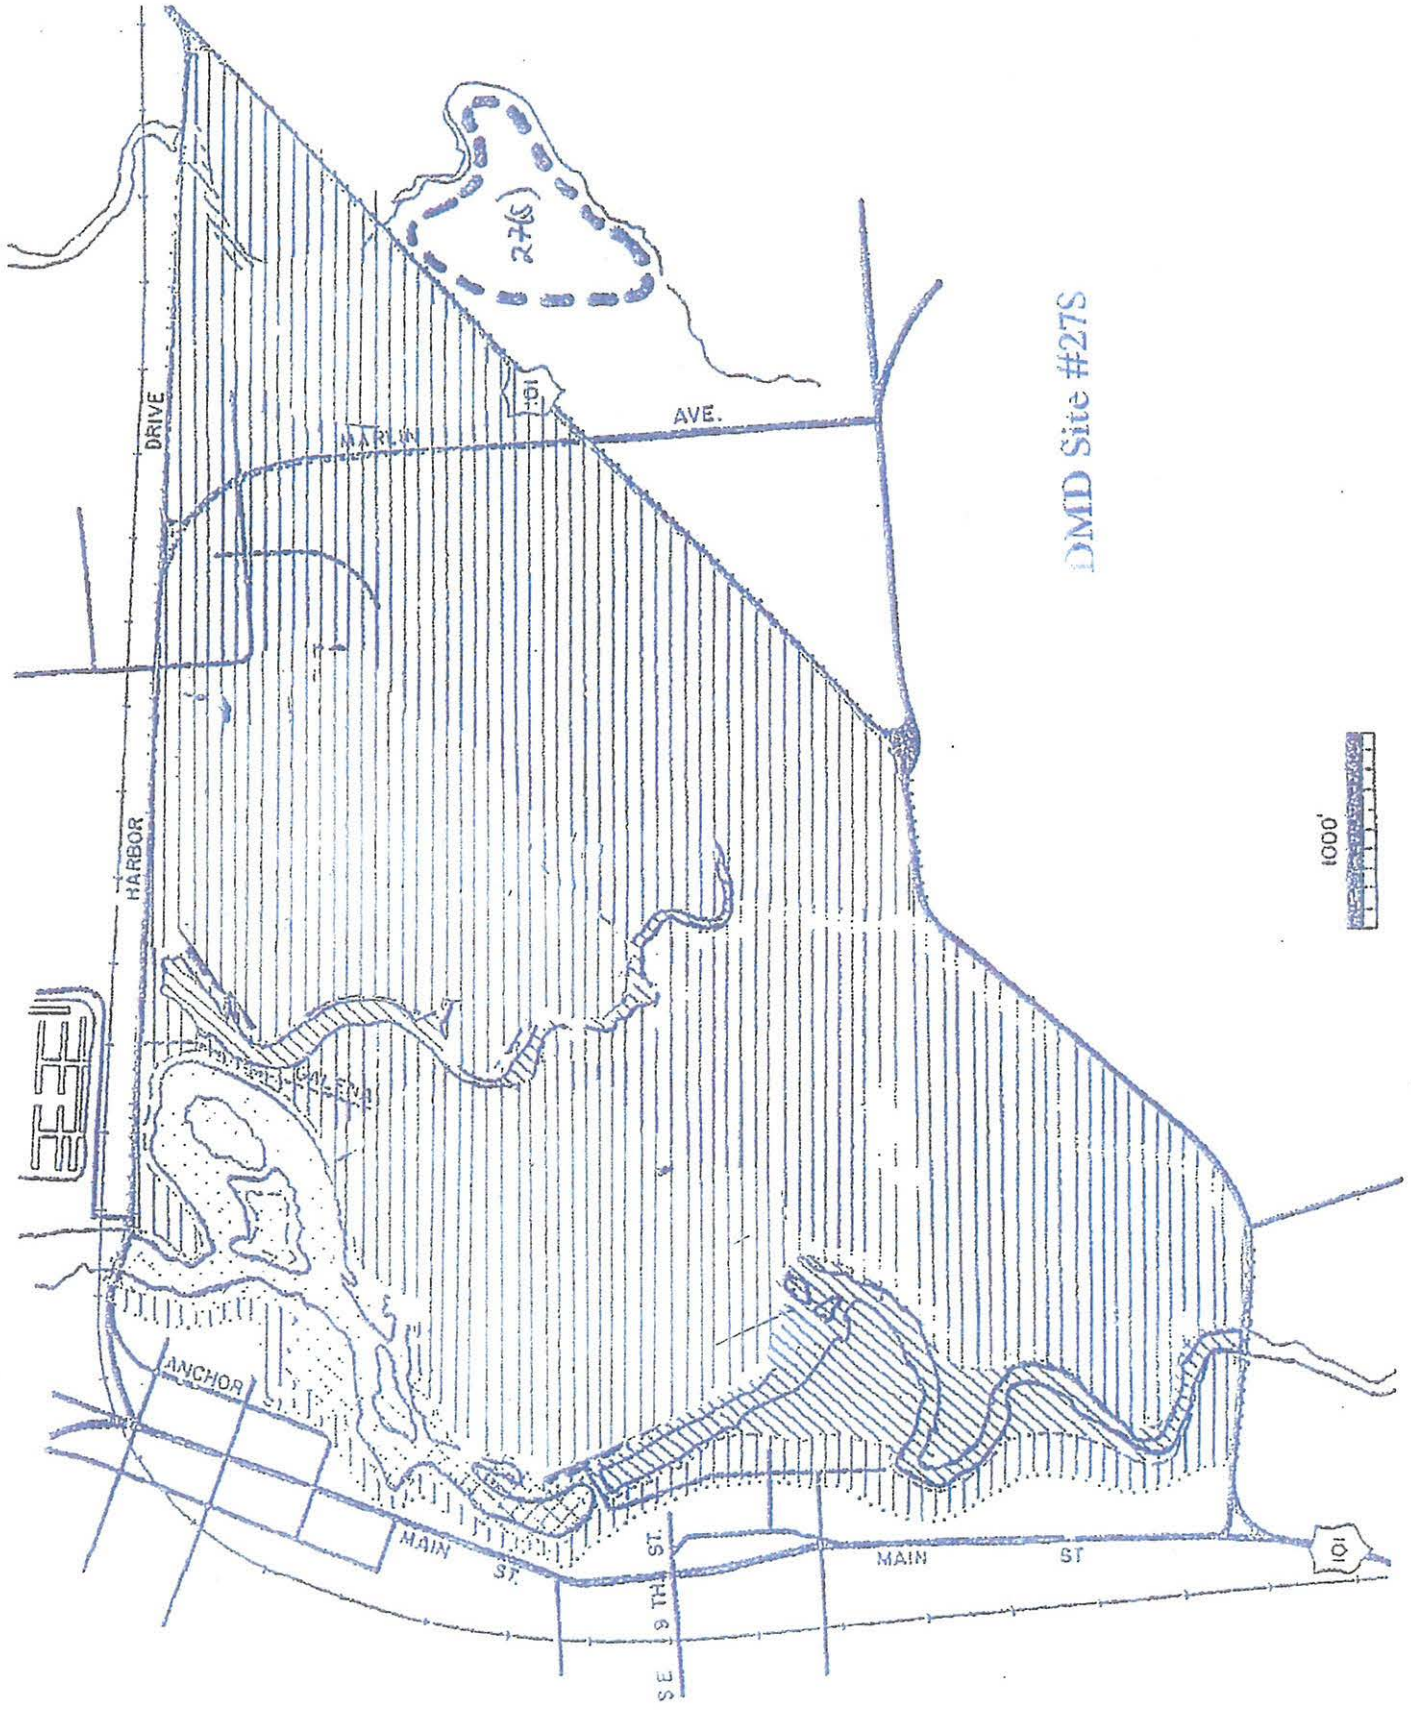 DRIVE
HARBOR
27(S)
101
MARLIN
AVE.
DMD Site #27S
1000'
GALENA
ANCHOR
MAIN
ST.
SE 9 TH. ST.
MAIN ST
101